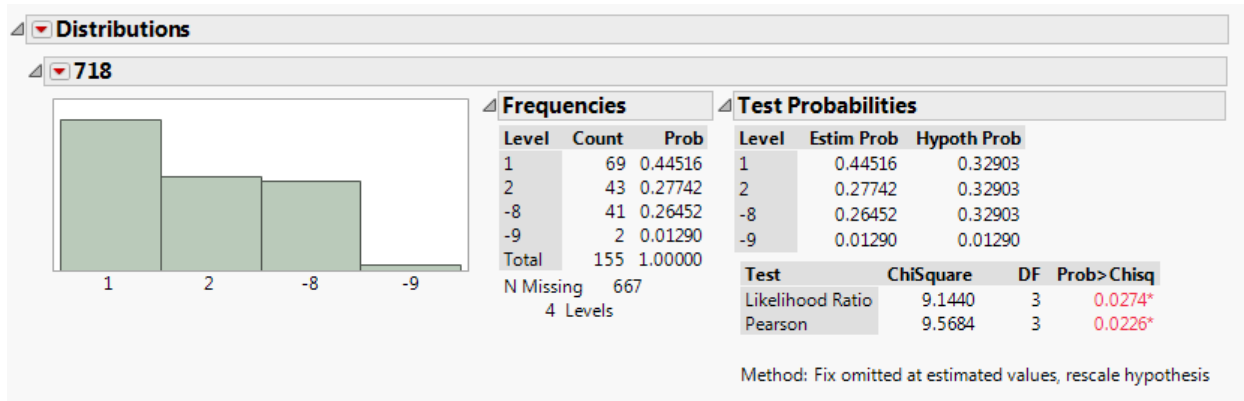 Distributions
718
1 2 -8 -9
Frequencies
Level Count Prob
1 69 0.44516
2 43 0.27742
-8 41 0.26452
-9 2 0.01290
Total 155 1.00000
N Missing 667
4 Levels
Test Probabilities
Level Estim Prob Hypoth Prob
1 0.44516 0.32903
2 0.27742 0.32903
-8 0.26452 0.32903
-9 0.01290 0.01290
Test ChiSquare DF Prob>Chisq
Likelihood Ratio 9.1440 3 0.0274*
Pearson 9.5684 3 0.0226*
Method: Fix omitted at estimated values, rescale hypothesis